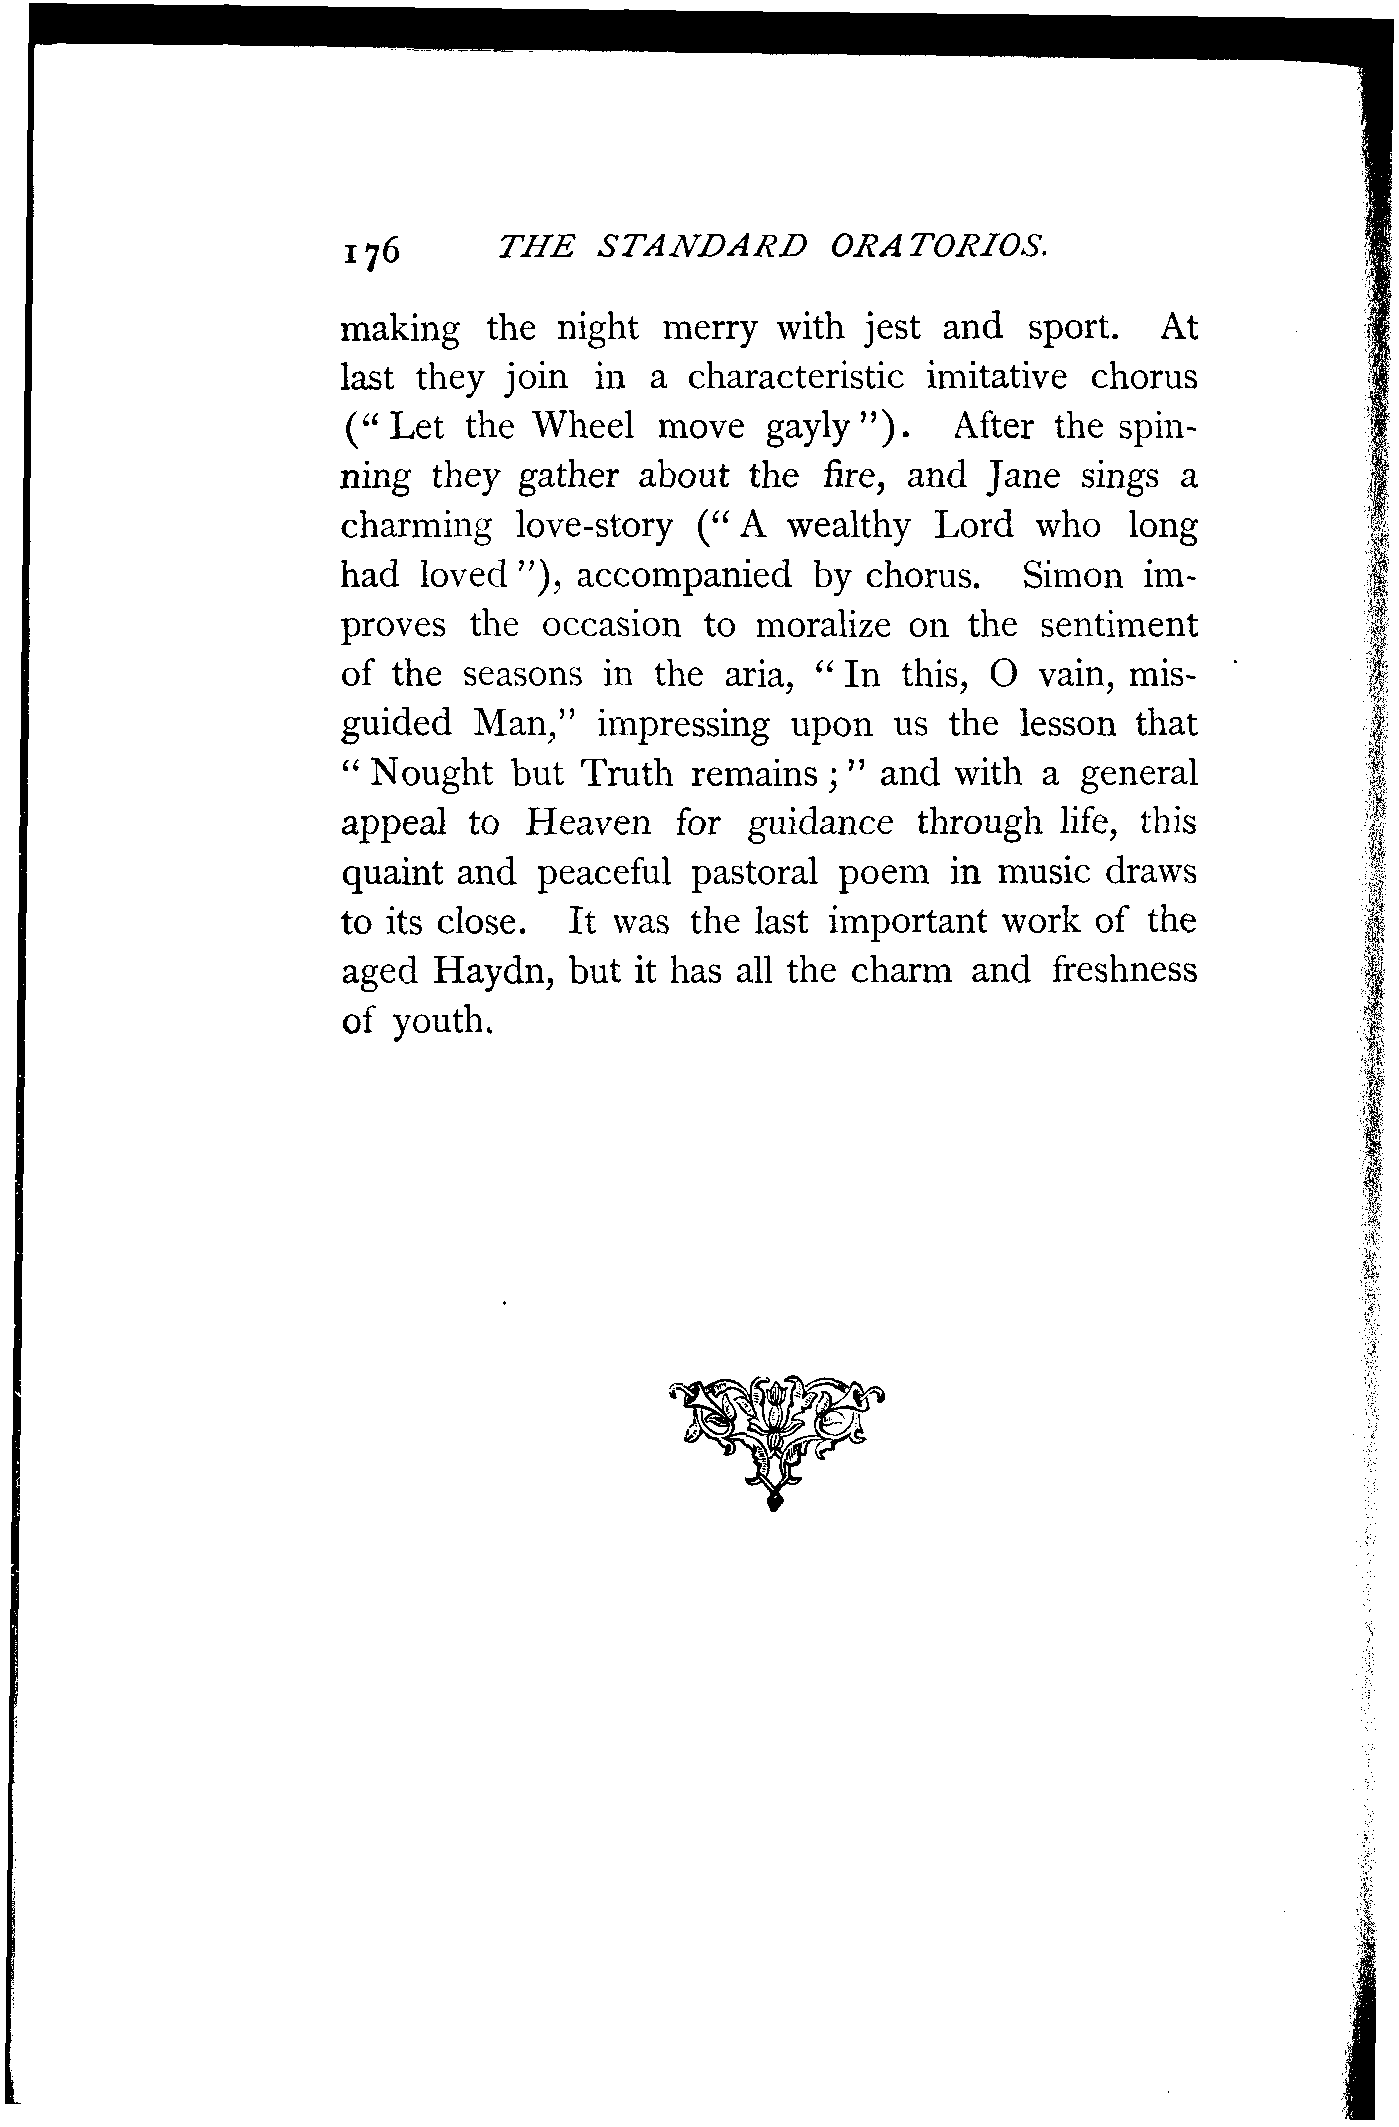 176 THE STANDARD ORATORIOS.
making the night merry with jest and sport. At
last they join in a characteristic imitative chorus
(“ Let the Wheel move gayly ”). After the spin-
ning they gather about the fire, and Jane sings a
charming love-story (“ A wealthy Lord who long
had loved ”), accompanied by chorus. Simon im-
proves the occasion to moralize on the sentiment
of the seasons in the aria, “ In this, O vain, mis-
guided Man,” impressing upon us the lesson that
“ Nought but Truth remains ; ” and with a general
appeal to Heaven for guidance through life, this
quaint and peaceful pastoral poem in music draws
to its close. It was the last important work of the
aged Haydn, but it has all the charm and freshness
of youth.